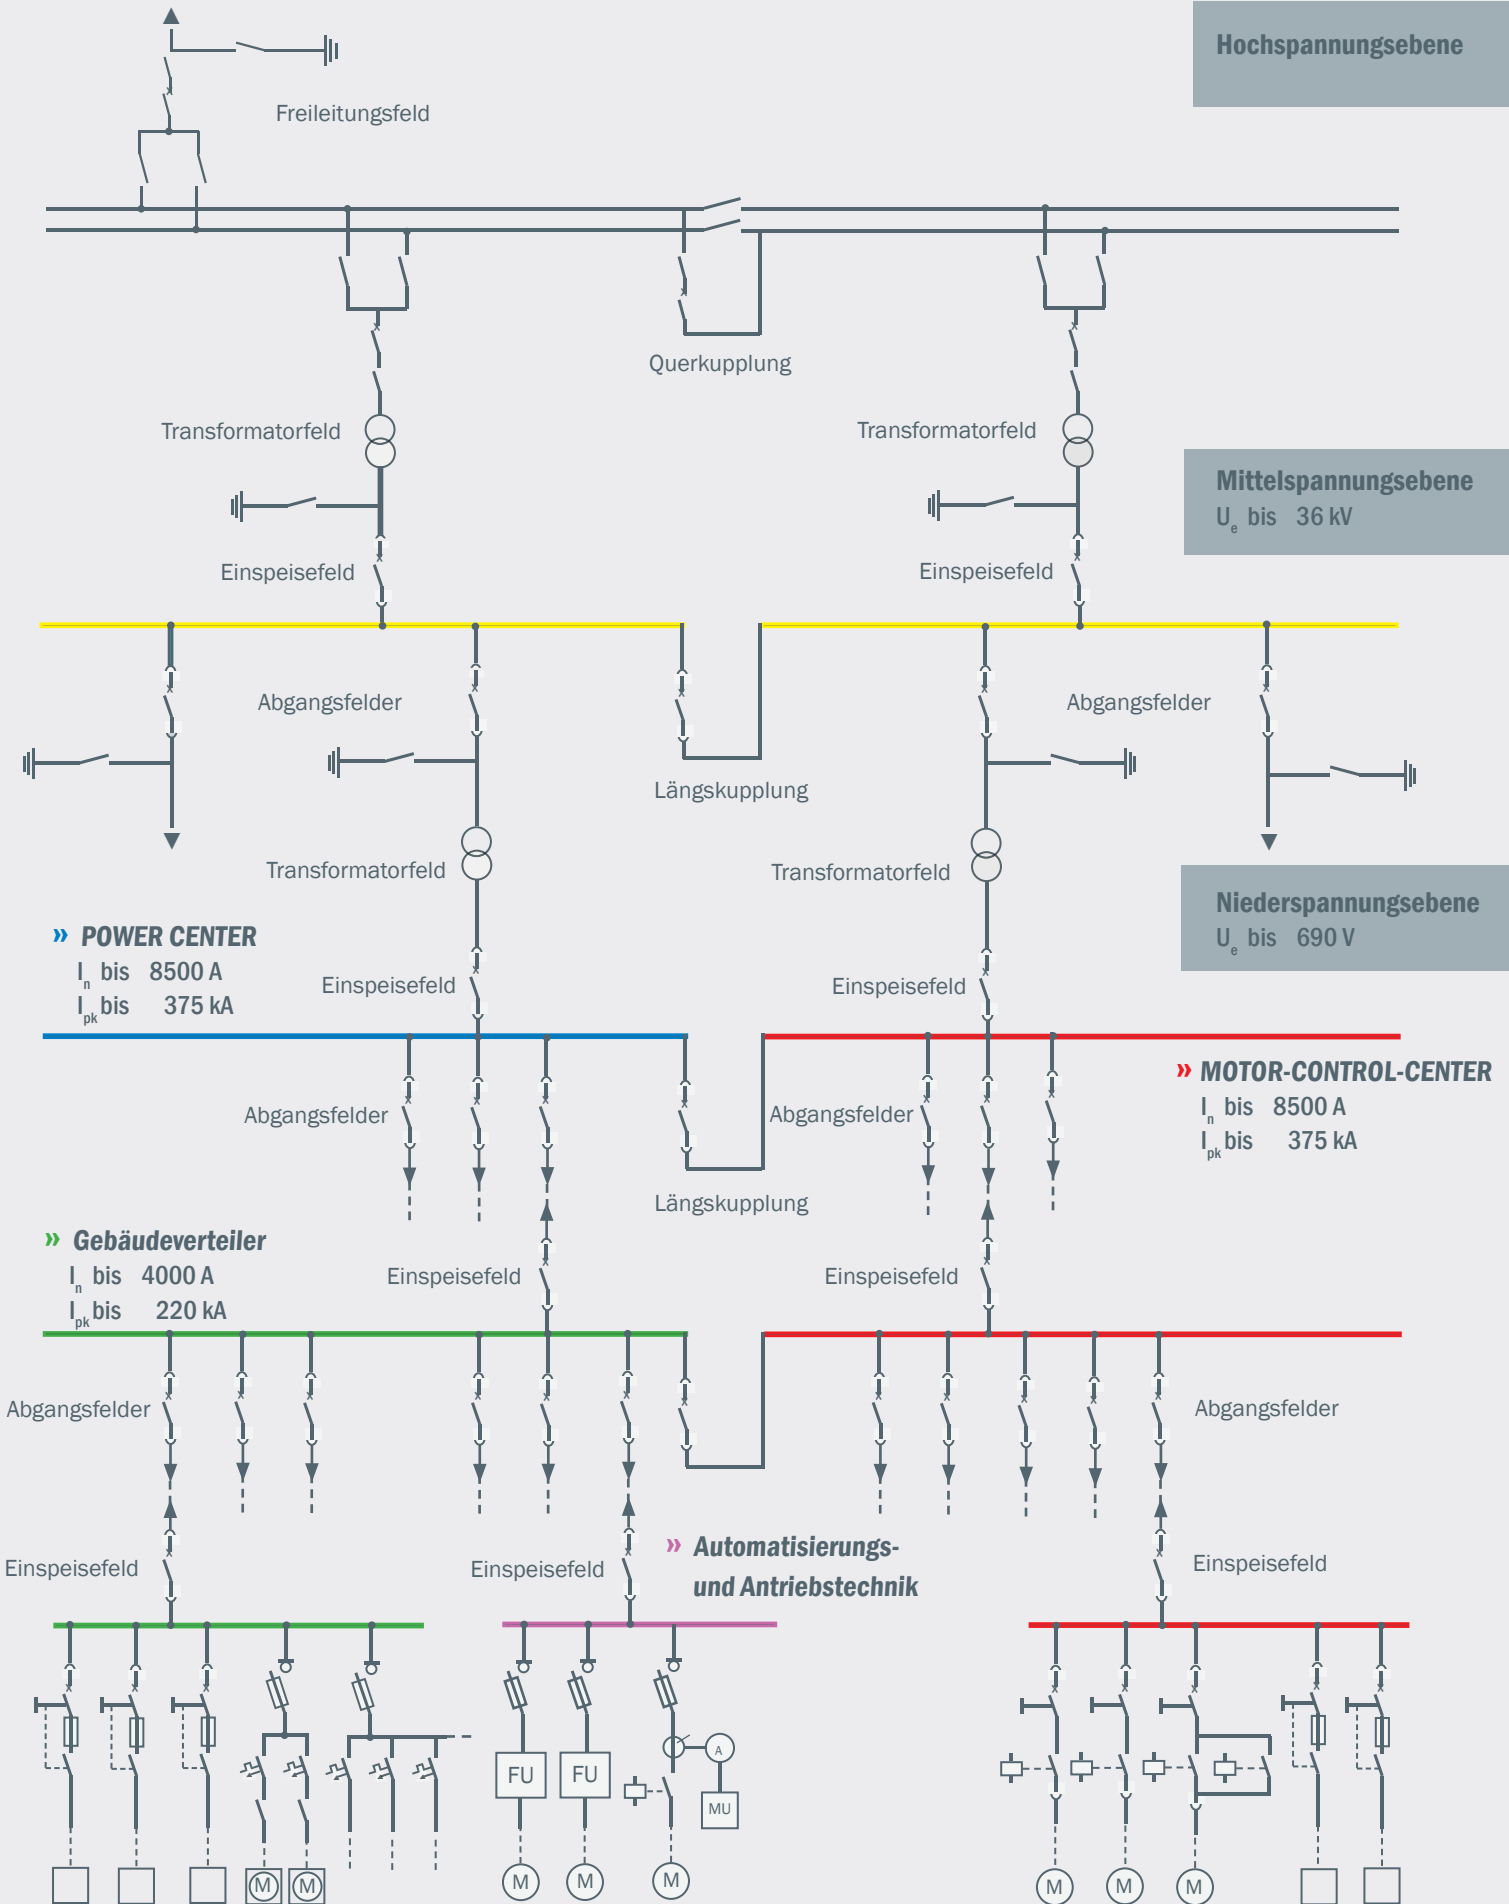 Hochspannungsebene
Freileitungsfeld
Querkupplung
Transformatorfeld
Transformatorfeld
Mittelspannungsebene
Ue bis 36 kV
Einspeisefeld
Einspeisefeld
Abgangsfelder
Abgangsfelder
Längskupplung
Transformatorfeld
Transformatorfeld
Niederspannungsebene
Ue bis 690 V
» POWER CENTER
In bis 8500 A
Ipk bis 375 kA
Einspeisefeld
Einspeisefeld
» MOTOR-CONTROL-CENTER
In bis 8500 A
Ipk bis 375 kA
Abgangsfelder
Abgangsfelder
Längskupplung
» Gebäudeverteiler
In bis 4000 A
Ipk bis 220 kA
Einspeisefeld
Einspeisefeld
Abgangsfelder
Abgangsfelder
Einspeisefeld
Einspeisefeld
» Automatisierungs-
und Antriebstechnik
Einspeisefeld
FU
FU
A
MU
M
M
M
M
M
M
M
M